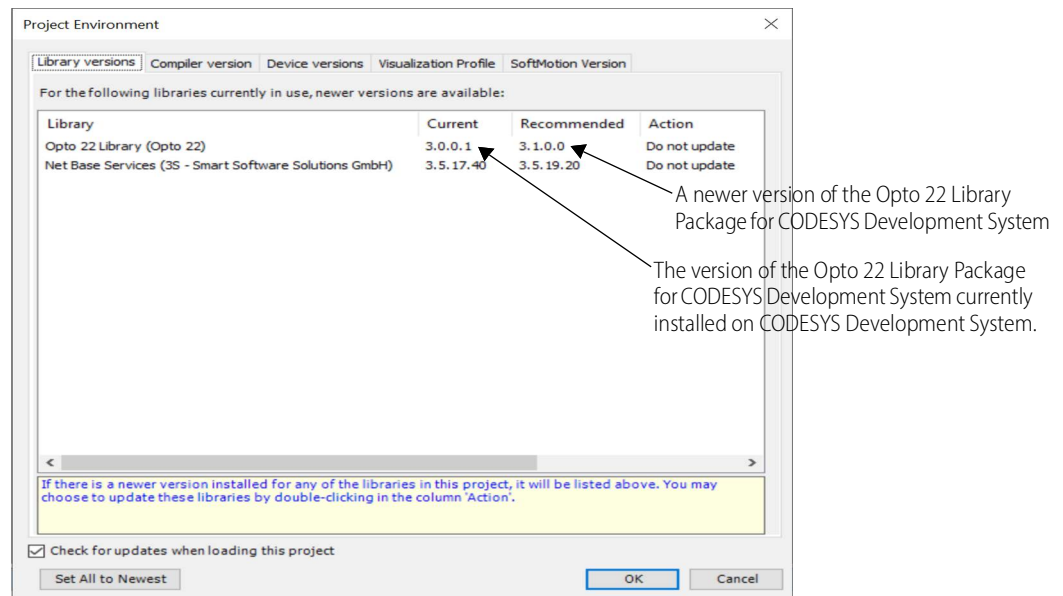 Project Environment
Library versions Compiler version Device versions Visualization Profile SoftMotion Version
For the following libraries currently in use, newer versions are available:
Library Current Recommended Action
Opto 22 Library (Opto 22) 3.0.0.1 3.1.0.0 Do not update
Net Base Services (3S - Smart Software Solutions GmbH) 3.5.17.40 3.5.19.20 Do not update
A newer version of the Opto 22 Library
Package for CODESYS Development System
The version of the Opto 22 Library Package
for CODESYS Development System currently
installed on CODESYS Development System.
If there is a newer version installed for any of the libraries in this project, it will be listed above. You may
choose to update these libraries by double-clicking in the column 'Action'.
Check for updates when loading this project
Set All to Newest OK Cancel